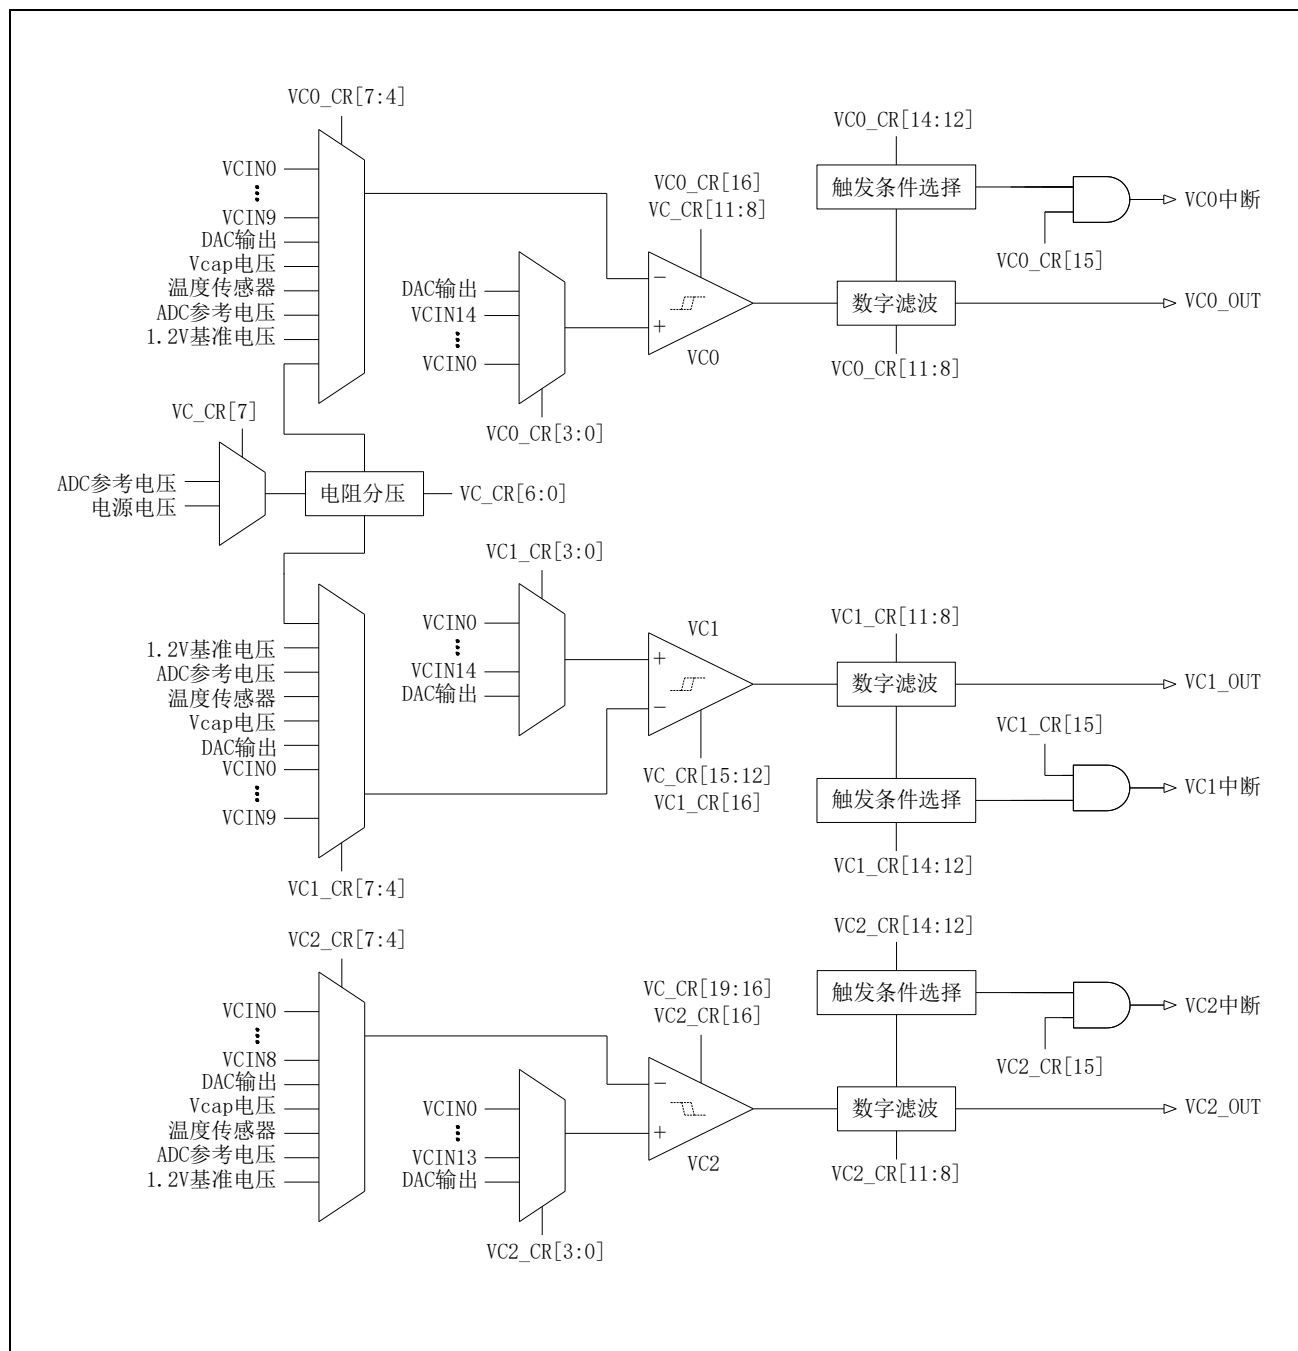 VC0_CR[7:4]
VCIN0
VCIN9
DAC输出
Vcap电压
温度传感器
ADC参考电压
1.2V基准电压
DAC输出
VCIN14
VCIN0
VC0_CR[3:0]
VC0_CR[16]
VC_CR[11:8]
VC0
VC0_CR[14:12]
触发条件选择
VC0_CR[15]
VC0中断
数字滤波
VC0_OUT
VC0_CR[11:8]
VC_CR[7]
ADC参考电压
电源电压
电阻分压
VC_CR[6:0]
VC1_CR[3:0]
VCIN0
VCIN14
DAC输出
1.2V基准电压
ADC参考电压
温度传感器
Vcap电压
DAC输出
VCIN0
VCIN9
VC1_CR[7:4]
VC1
VC_CR[15:12]
VC1_CR[16]
VC1_CR[11:8]
数字滤波
VC1_OUT
VC1_CR[15]
触发条件选择
VC1中断
VC1_CR[14:12]
VC2_CR[7:4]
VCIN0
VCIN8
DAC输出
Vcap电压
温度传感器
ADC参考电压
1.2V基准电压
VCIN0
VCIN13
DAC输出
VC2_CR[3:0]
VC_CR[19:16]
VC2_CR[16]
VC2
VC2_CR[14:12]
触发条件选择
VC2_CR[15]
VC2中断
数字滤波
VC2_OUT
VC2_CR[11:8]